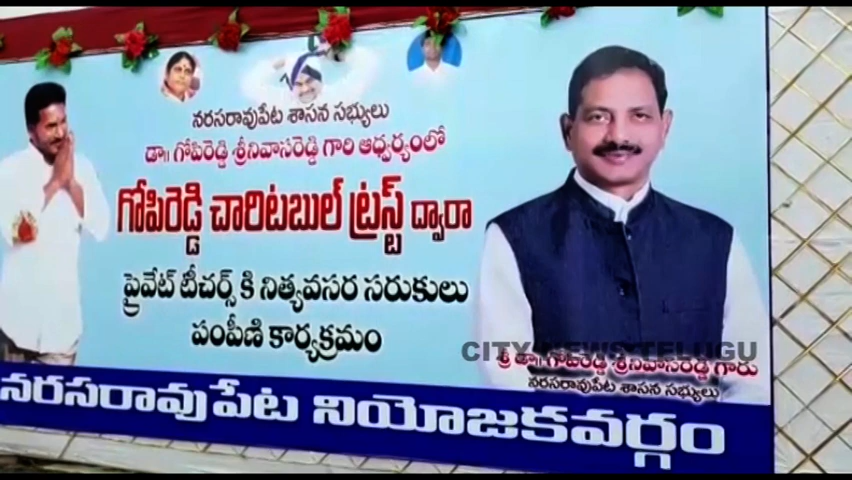 నరసరావుపేట శాసన సభ్యులు
డా॥ గోపిరెడ్డి శ్రీనివాసరెడ్డి గారి ఆధ్వర్యంలో
గోపిరెడ్డి చారిటబుల్ ట్రస్ట్ ద్వారా
ప్రైవేట్ టీచర్స్ కి నిత్యవసర సరుకులు
పంపిణీ కార్యక్రమం
CITY NEWS TELUGU
శ్రీ డా॥ గోపిరెడ్డి శ్రీనివాసరెడ్డి గారు
నరసరావుపేట శాసన సభ్యులు
నరసరావుపేట నియోజకవర్గం